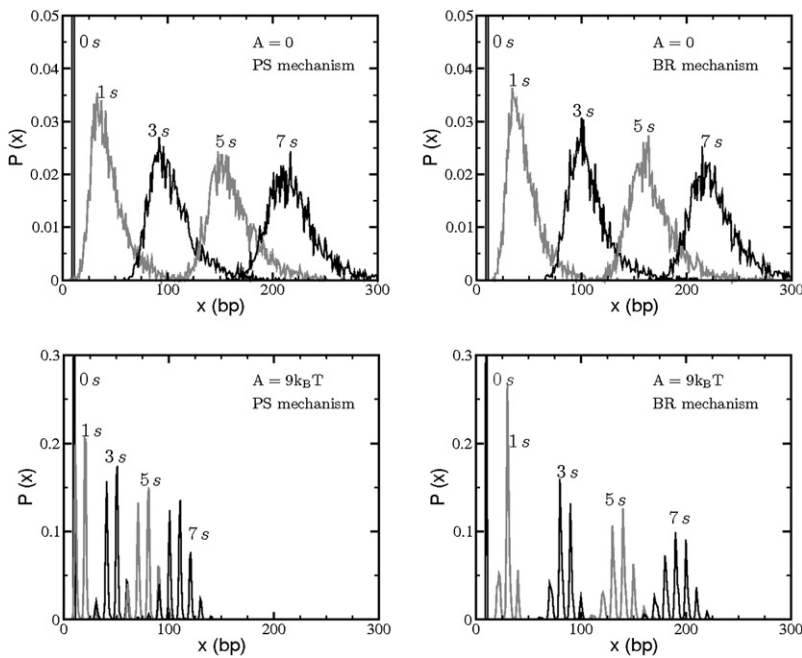 0.05
0.04
0.03
0.02
0.01
0.00
P (x)
0 s
1 s
3 s
5 s
7 s
A = 0
PS mechanism
0
100
200
300
x (bp)
0.05
0.04
0.03
0.02
0.01
0.00
P (x)
0 s
1 s
3 s
5 s
7 s
A = 0
BR mechanism
0
100
200
300
x (bp)
0.3
0.2
0.1
0
P (x)
0 s
1 s
3 s
5 s
7 s
A = 9kBT
PS mechanism
0
100
200
300
x (bp)
0.3
0.2
0.1
0
P (x)
0 s
1 s
3 s
5 s
7 s
A = 9kBT
BR mechanism
0
100
200
300
x (bp)